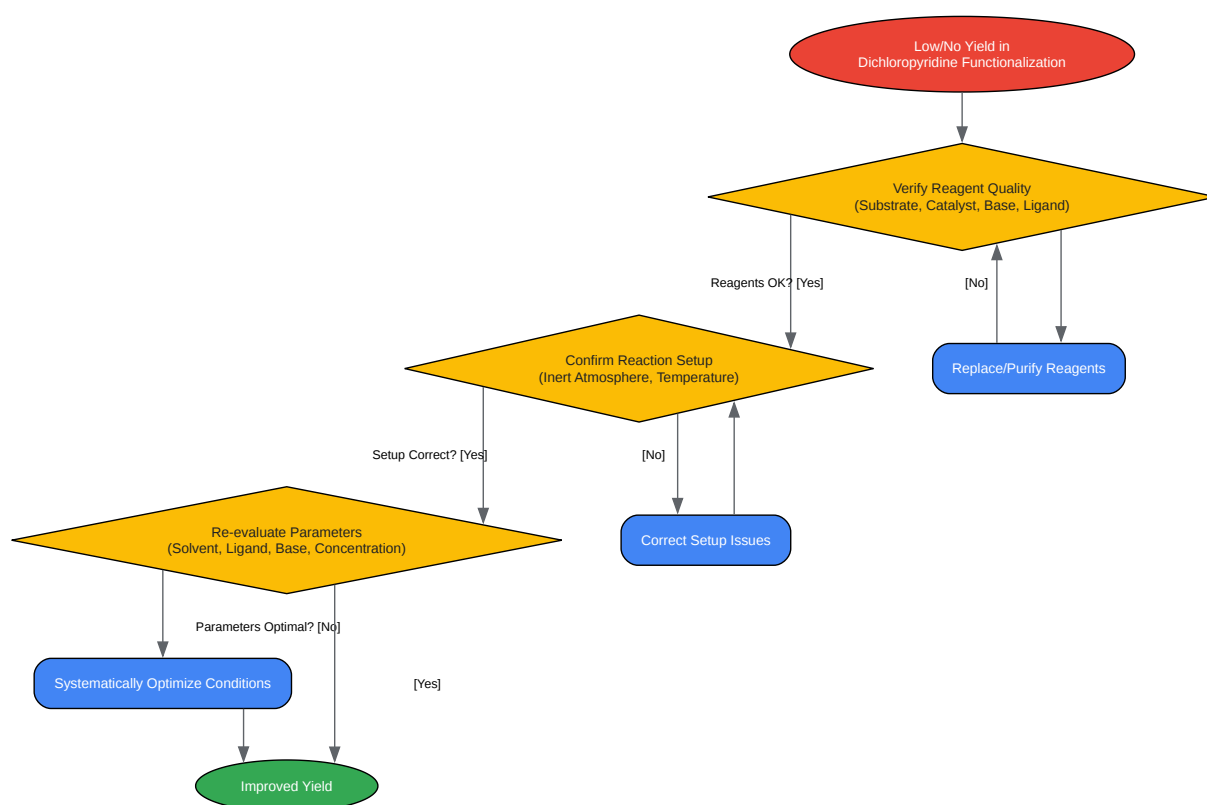 Low/No Yield in
Dichloropyridine Functionalization
Verify Reagent Quality
(Substrate, Catalyst, Base, Ligand)
Reagents OK? [Yes]
[No]
Confirm Reaction Setup
(Inert Atmosphere, Temperature)
Replace/Purify Reagents
Setup Correct? [Yes]
[No]
Re-evaluate Parameters
(Solvent, Ligand, Base, Concentration)
Correct Setup Issues
Parameters Optimal? [No]
Systematically Optimize Conditions
[Yes]
Improved Yield